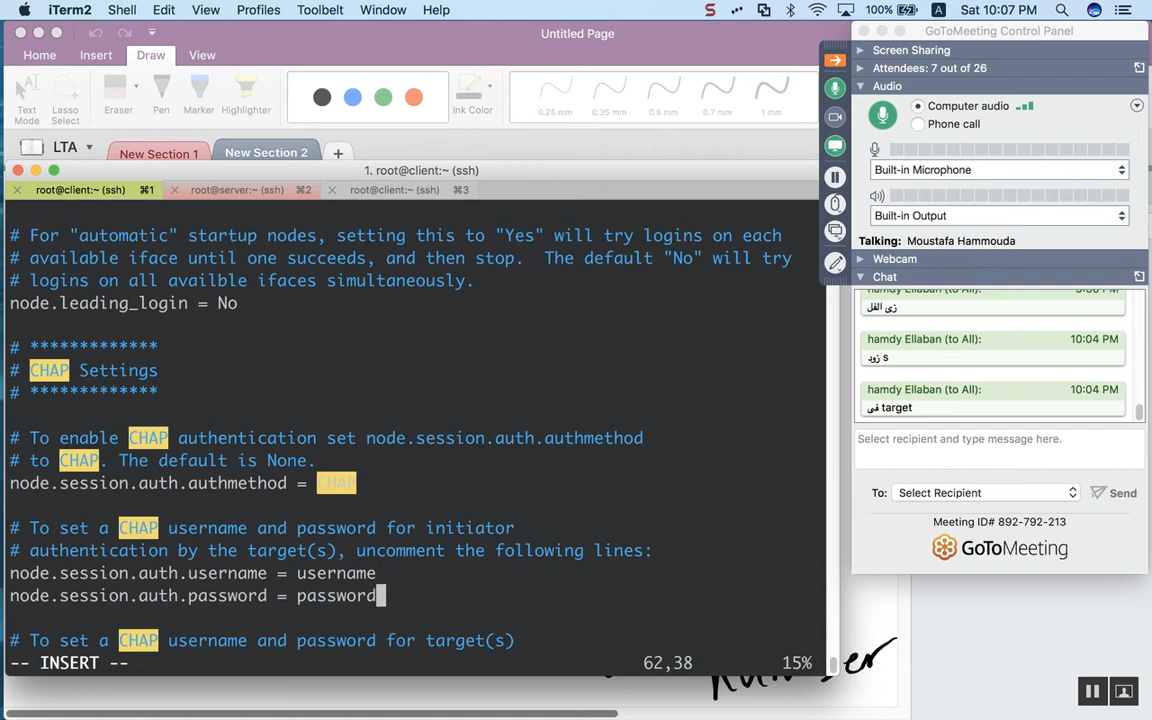 iTerm2 Shell Edit View Profiles Toolbelt Window Help
100% A Sat 10:07 PM
Untitled Page
GoToMeeting Control Panel
Home Insert Draw View
Screen Sharing
Attendees: 7 out of 26
Audio
Text Mode
Lasso Select
Eraser
Pen
Marker
Highlighter
Ink Color
0.25 mm 0.35 mm 0.5 mm 0.7 mm 1 mm
Computer audio
Phone call
Built-in Microphone
Built-in Output
Talking: Moustafa Hammouda
Webcam
Chat
LTA New Section 1 New Section 2 +
1. root@client:~ (ssh)
root@client:~ (ssh) ⌘1 root@server:~ (ssh) ⌘2 root@client:~ (ssh) ⌘3
# For "automatic" startup nodes, setting this to "Yes" will try logins on each
# available iface until one succeeds, and then stop.  The default "No" will try
# logins on all availble ifaces simultaneously.
node.leading_login = No
# *************
# CHAP Settings
# *************
# To enable CHAP authentication set node.session.auth.authmethod
# to CHAP. The default is None.
node.session.auth.authmethod = CHAP
# To set a CHAP username and password for initiator
# authentication by the target(s), uncomment the following lines:
node.session.auth.username = username
node.session.auth.password = password
# To set a CHAP username and password for target(s)
-- INSERT -- 62,38 15%
hamdy Ellaban (to All):
زى الفل
hamdy Ellaban (to All): 10:04 PM
زود s
hamdy Ellaban (to All): 10:04 PM
فى target
Select recipient and type message here.
To: Select Recipient Send
Meeting ID# 892-792-213
GoToMeeting